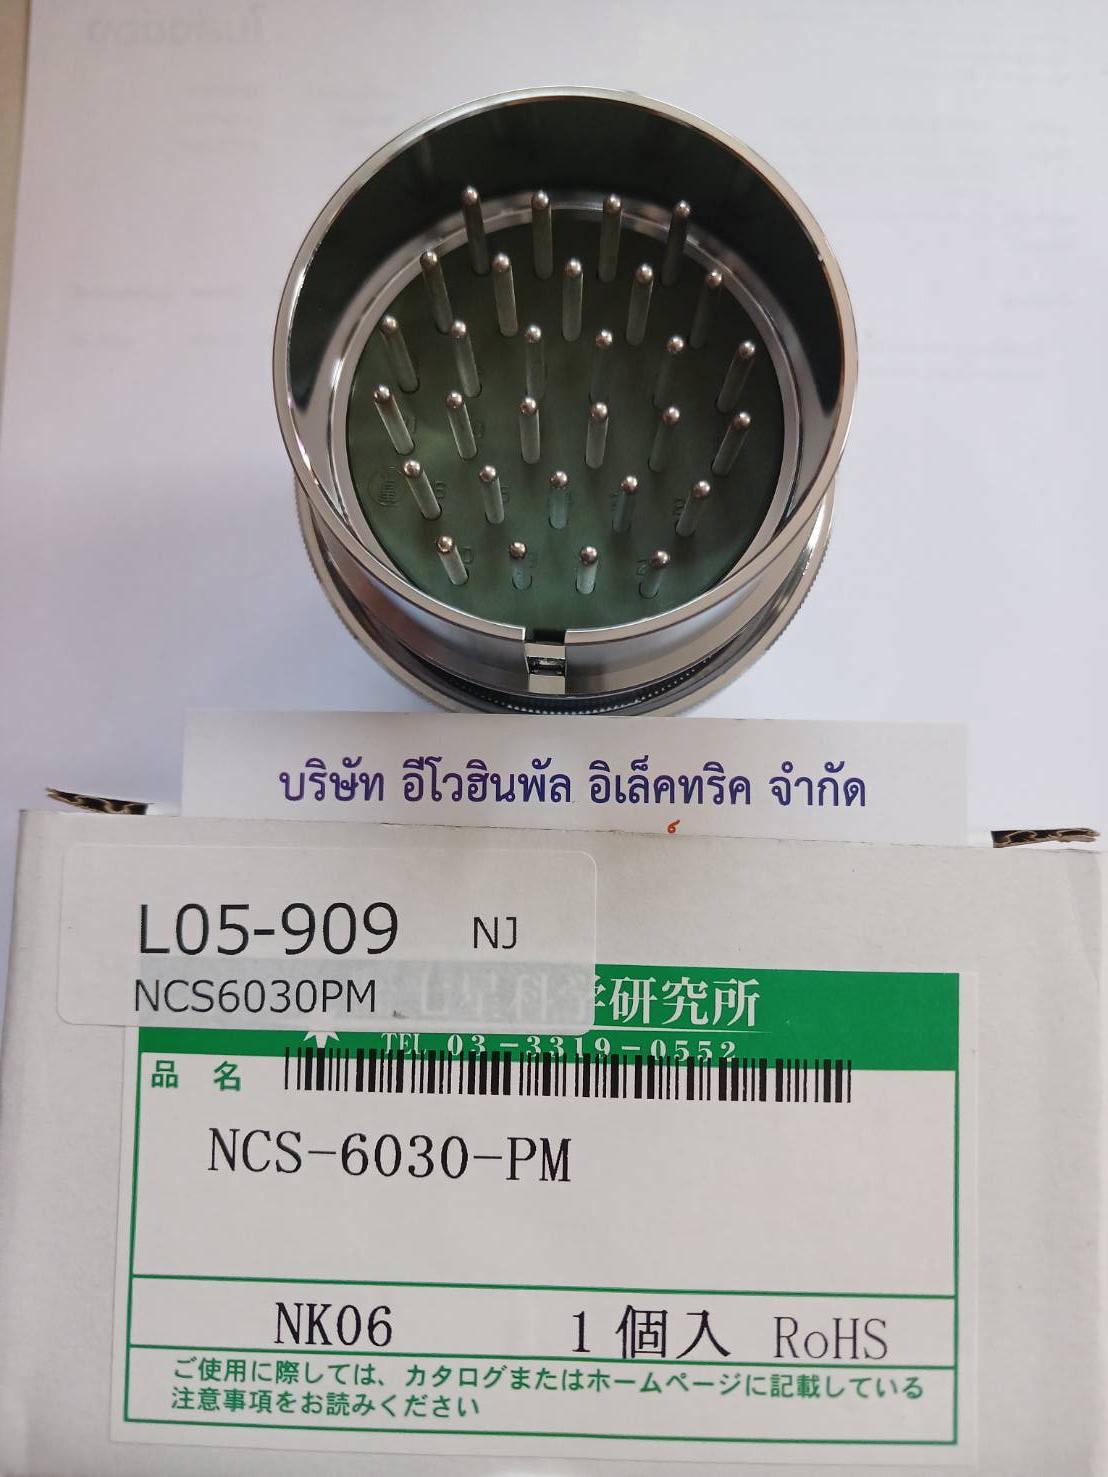 บริษัท อีโวฮินพัล อิเล็คทริค จำกัด
L05-909 NJ
NCS6030PM
学研究所
TEL 03-3319-0552
品 名
NCS-6030-PM
NK06 1個入 RoHS
ご使用に際しては、カタログまたはホームページに記載している
注意事項をお読みください